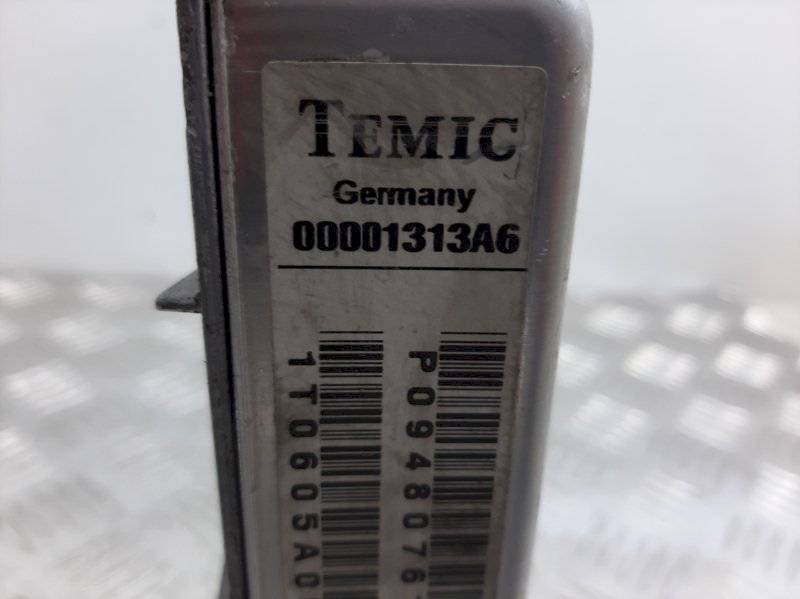 TEMIC
Germany
00001313A6
P0948076
1T0605A0